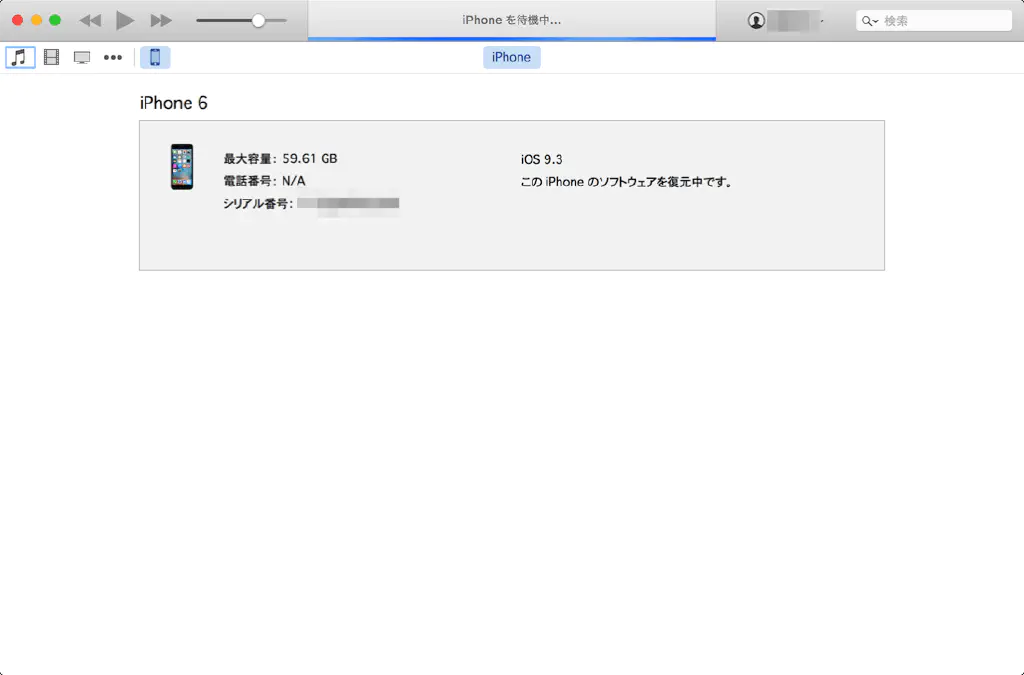 iPhone を待機中...
検索
iPhone
iPhone 6
最大容量: 59.61 GB
電話番号: N/A
シリアル番号:
iOS 9.3
この iPhone のソフトウェアを復元中です。